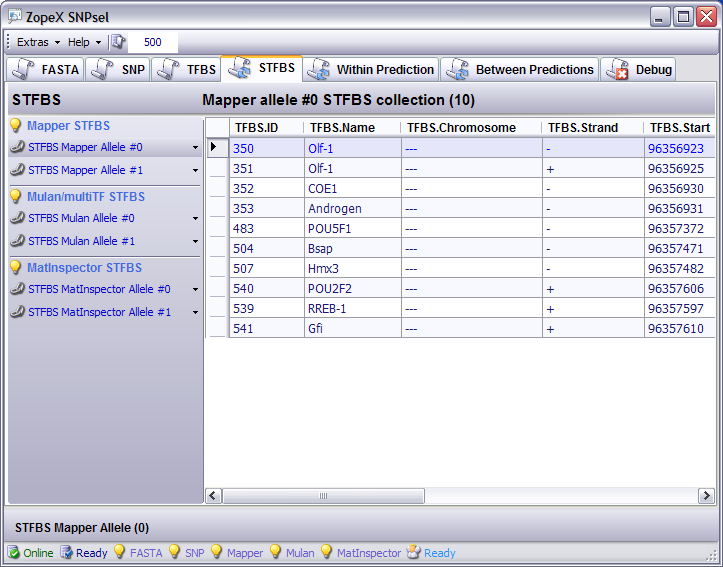 ZopeX SNPsel
Extras Help 500
FASTA SNP TFBS STFBS Within Prediction Between Predictions Debug
STFBS Mapper allele #0 STFBS collection (10)
Mapper STFBS
STFBS Mapper Allele #0
STFBS Mapper Allele #1
Mulan/multiTF STFBS
STFBS Mulan Allele #0
STFBS Mulan Allele #1
MatInspector STFBS
STFBS MatInspector Allele #0
STFBS MatInspector Allele #1
TFBS.ID TFBS.Name TFBS.Chromosome TFBS.Strand TFBS.Start
350 Olf-1 --- - 96356923
351 Olf-1 --- + 96356925
352 COE1 --- - 96356930
353 Androgen --- - 96356931
483 POU5F1 --- - 96357372
504 Bsap --- - 96357471
507 Hmx3 --- - 96357482
540 POU2F2 --- + 96357606
539 RREB-1 --- + 96357597
541 Gfi --- + 96357610
STFBS Mapper Allele (0)
Online Ready FASTA SNP Mapper Mulan MatInspector Ready